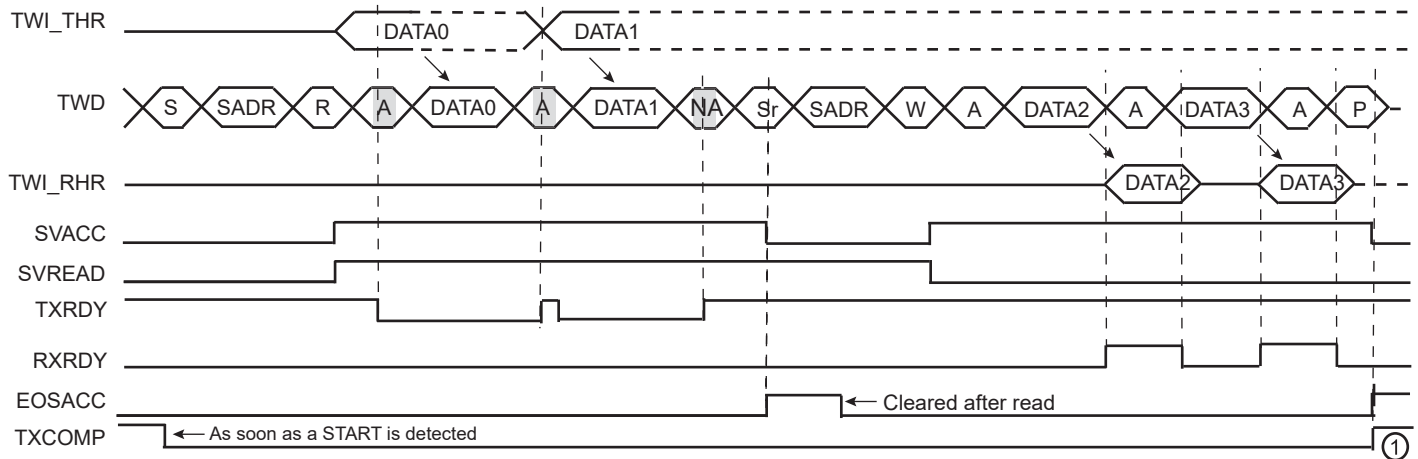 TWI_THR DATA0 DATA1
TWD S SADR R A DATA0 A DATA1 NA Sr SADR W A DATA2 A DATA3 A P
TWI_RHR DATA2 DATA3
SVACC
SVREAD
TXRDY
RXRDY
EOSACC Cleared after read
TXCOMP As soon as a START is detected 1